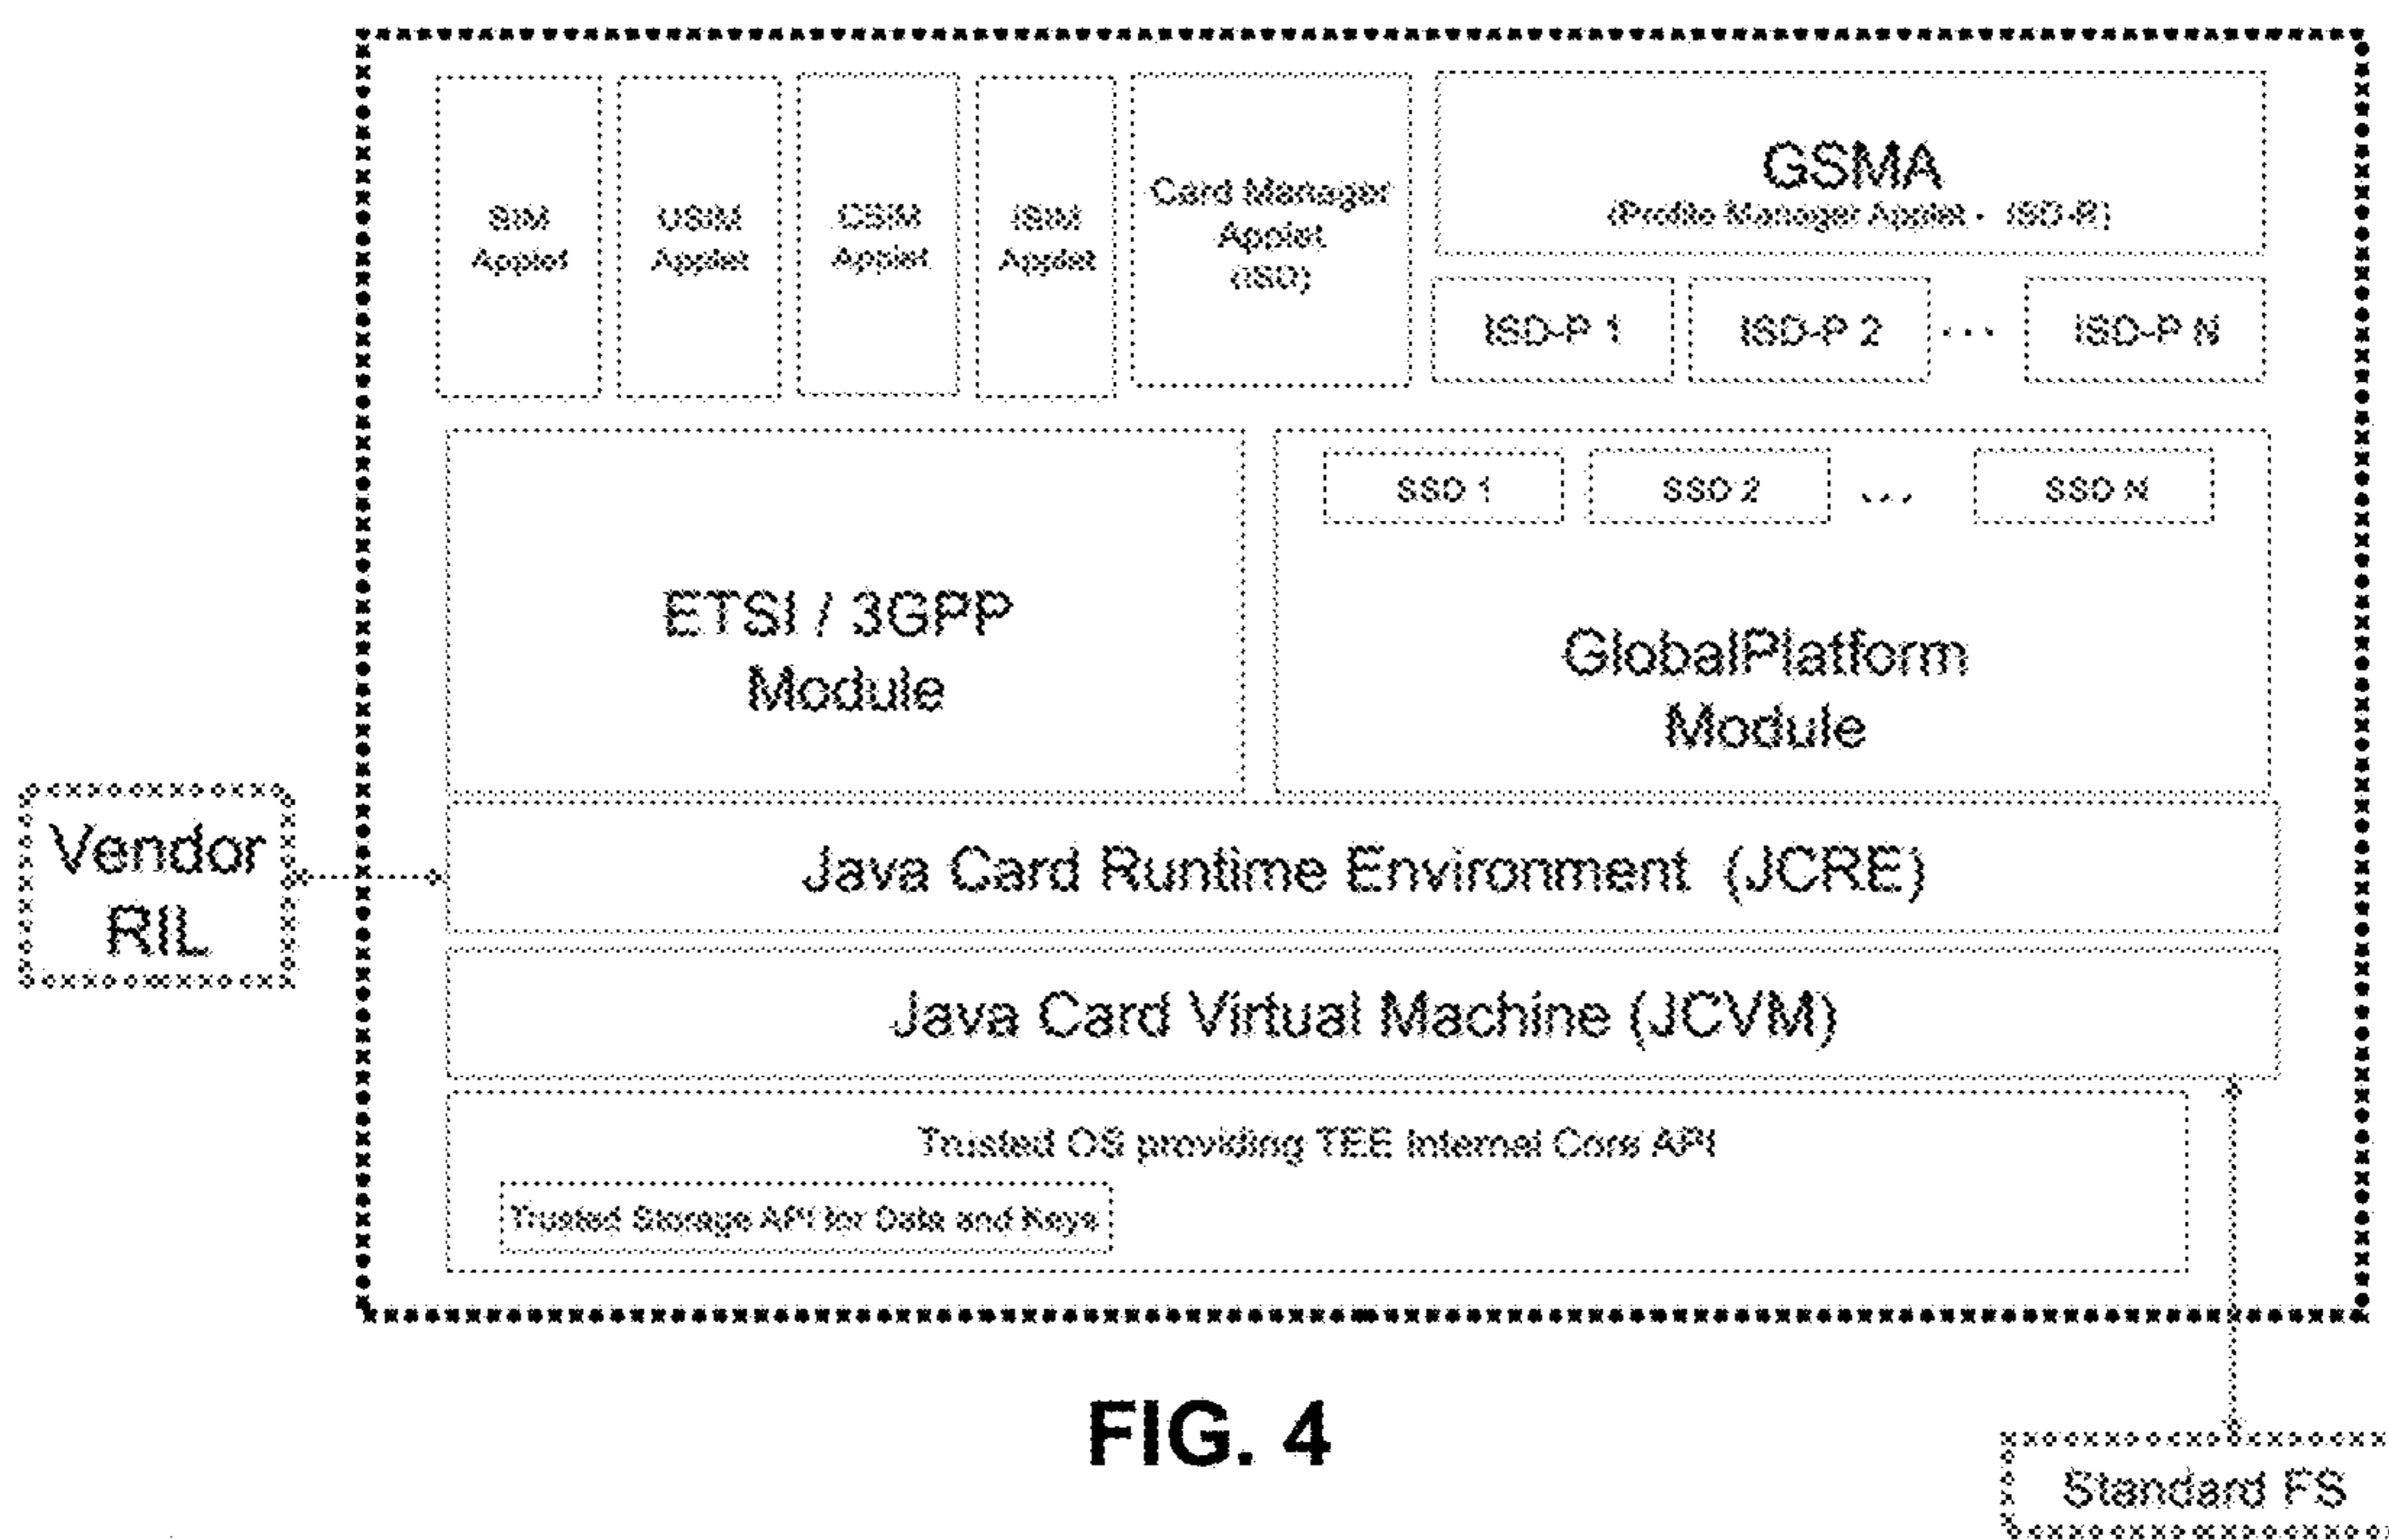 SIM
Applet
USIM
Applet
CSIM
Applet
ISIM
Applet
Card Manager
Applet
(ISD)
GSMA
(Profile Manager Applet - ISD-R)
ISD-P 1
ISD-P 2
...
ISD-P N
ETSI / 3GPP
Module
SSD 1
SSD 2
...
SSD N
GlobalPlatform
Module
Vendor
RIL
Java Card Runtime Environment (JCRE)
Java Card Virtual Machine (JCVM)
Trusted OS providing TEE Internal Core API
Trusted Storage API for Data and Keys
FIG. 4
Standard FS